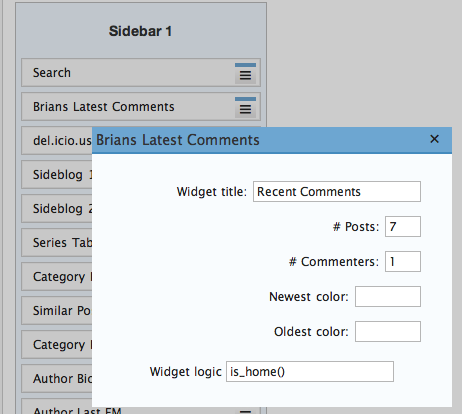 Sidebar 1
Search
Brians Latest Comments
del.icio.us
Brians Latest Comments ×
Widget title: Recent Comments
Sideblog 1
Sideblog 2
# Posts: 7
Series Tab
# Commenters: 1
Category
Newest color:
Similar Po
Oldest color:
Category
Widget logic is_home()
Author Bio
Author Last FM